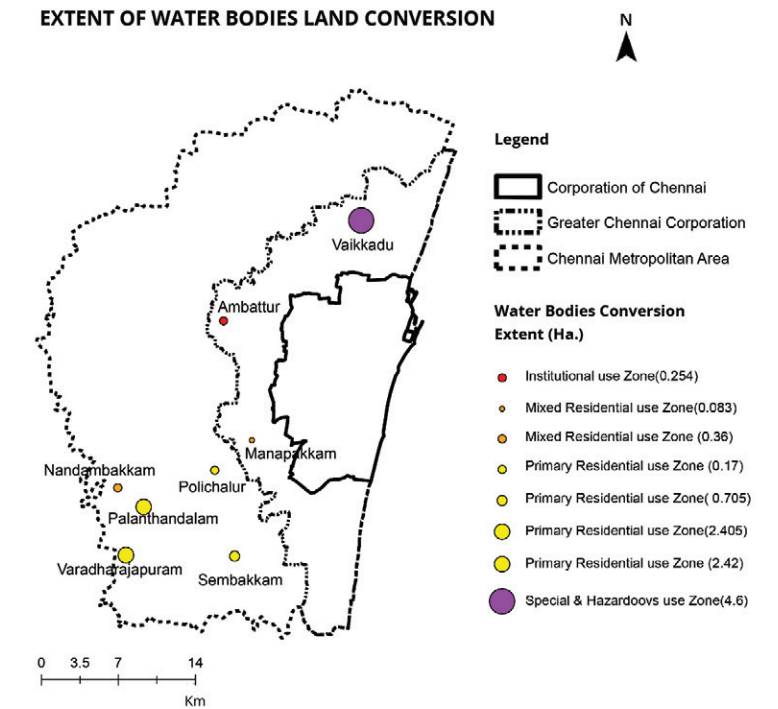 EXTENT OF WATER BODIES LAND CONVERSION
N
Legend
Corporation of Chennai
Greater Chennai Corporation
Chennai Metropolitan Area
Vaikkadu
Ambattur
Manapakkam
Nandambakkam
Polichalur
Palanthandalam
Varadharajapuram
Sembakkam
Water Bodies Conversion
Extent (Ha.)
Institutional use Zone(0.254)
Mixed Residential use Zone(0.083)
Mixed Residential use Zone (0.36)
Primary Residential use Zone (0.17)
Primary Residential use Zone( 0.705)
Primary Residential use Zone(2.405)
Primary Residential use Zone (2.42)
Special & Hazardoovs use Zone(4.6)
0 3.5 7 14
Km